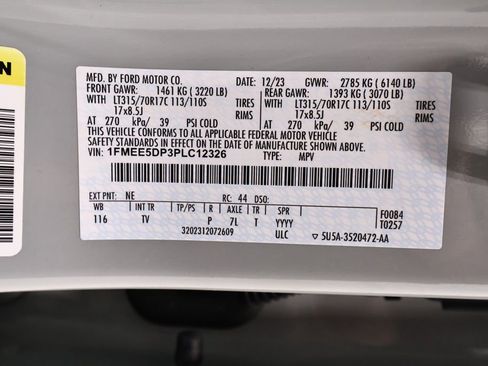 N
MFD. BY FORD MOTOR CO. DATE: 12/23 GVWR: 2785 KG ( 6140 LB)
FRONT GAWR: 1461 KG ( 3220 LB) REAR GAWR: 1393 KG ( 3070 LB)
WITH LT315/70R17C 113/110S WITH LT315/70R17C 113/110S
17x8.5J 17x8.5J
AT 270 kPa/ 39 PSI COLD AT 270 kPa/ 39 PSI COLD
THIS VEHICLE CONFORMS TO ALL APPLICABLE FEDERAL MOTOR VEHICLE
SAFETY STANDARDS IN EFFECT ON THE DATE OF MANUFACTURE SHOWN ABOVE.
VIN: 1FMEE5DP3PLC12326 TYPE: MPV
EXT PNT: NE RC: 44 DSO:
WB INT TR TP/PS R AXLE TR SPR F0084
116 TV P 7L T YYYY T0257
3202312072609 ULC ▽ 5U5A-3520472-AA